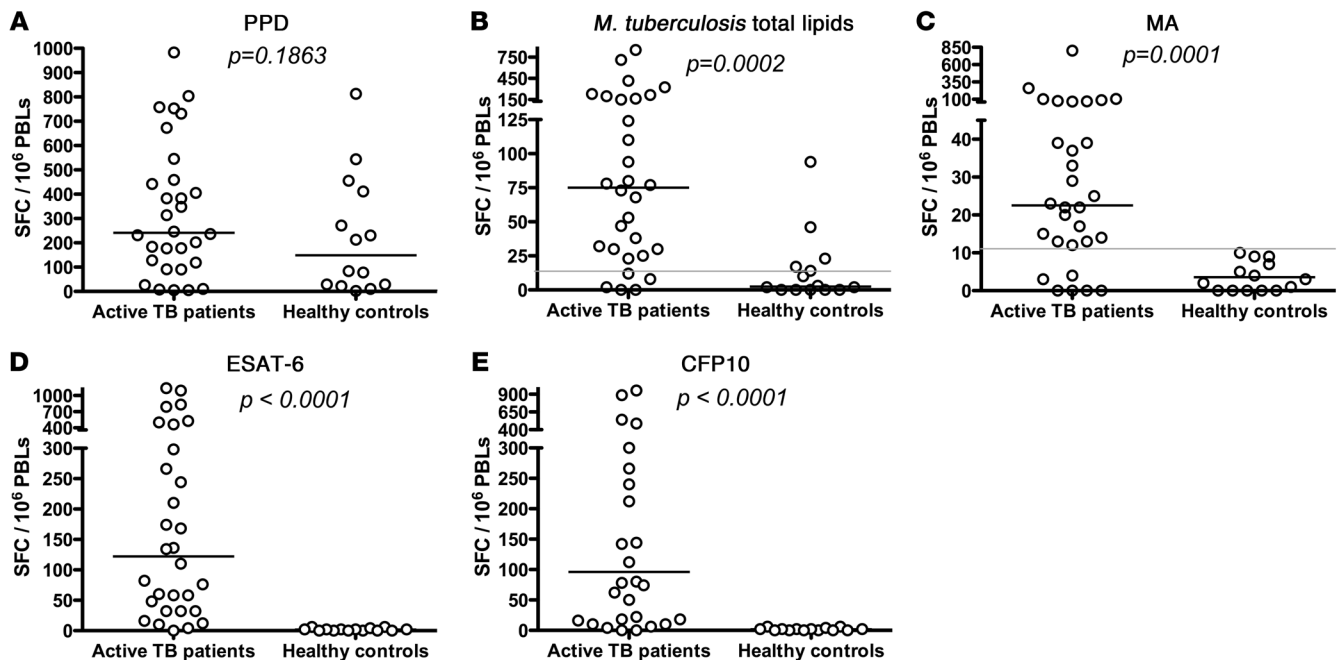 A
PPD
p=0.1863
SFC / 10⁶ PBLs
1000
900
800
700
600
500
400
300
200
100
0
Active TB patients
Healthy controls
B
M. tuberculosis total lipids
p=0.0002
SFC / 10⁶ PBLs
750
450
150
125
100
75
50
25
0
Active TB patients
Healthy controls
C
MA
p=0.0001
SFC / 10⁶ PBLs
850
600
350
100
40
30
20
10
0
Active TB patients
Healthy controls
D
ESAT-6
p < 0.0001
SFC / 10⁶ PBLs
1000
700
400
300
250
200
150
100
50
0
Active TB patients
Healthy controls
E
CFP10
p < 0.0001
SFC / 10⁶ PBLs
900
650
400
300
250
200
150
100
50
0
Active TB patients
Healthy controls